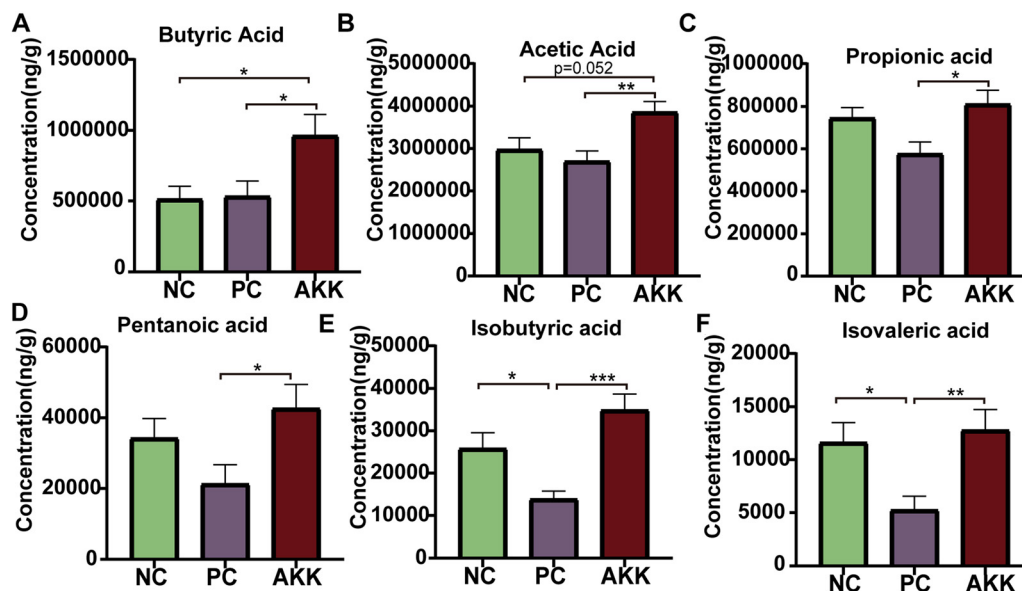 A
Butyric Acid
Concentration(ng/g)
1500000
1000000
500000
0
*
*
NC PC AKK
B
Acetic Acid
p=0.052
Concentration(ng/g)
5000000
4000000
3000000
2000000
1000000
0
**
NC PC AKK
C
Propionic acid
Concentration(ng/g)
1000000
800000
600000
400000
200000
0
*
NC PC AKK
D
Pentanoic acid
Concentration(ng/g)
60000
40000
20000
0
*
NC PC AKK
E
Isobutyric acid
Concentration(ng/g)
50000
40000
30000
20000
10000
0
*
***
NC PC AKK
F
Isovaleric acid
Concentration(ng/g)
20000
15000
10000
5000
0
*
**
NC PC AKK